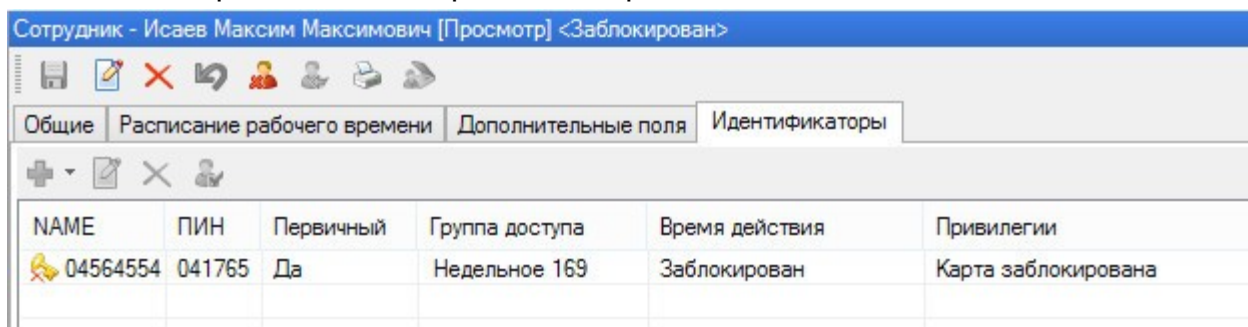 Сотрудник - Исаев Максим Максимович [Просмотр] <Заблокирован>
Общие Расписание рабочего времени Дополнительные поля Идентификаторы
NAME ПИН Первичный Группа доступа Время действия Привилегии
04564554 041765 Да Недельное 169 Заблокирован Карта заблокирована